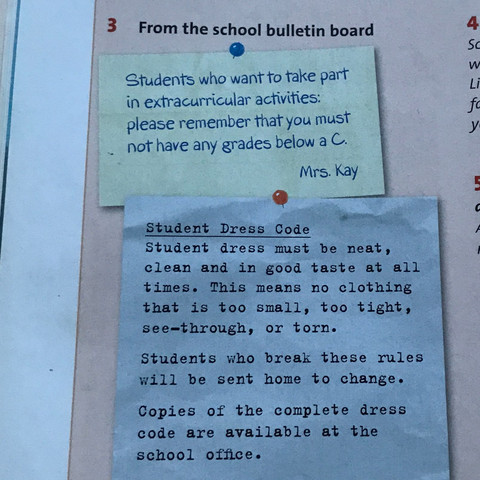 3 From the school bulletin board
Students who want to take part
in extracurricular activities:
please remember that you must
not have any grades below a C.
Mrs. Kay
Student Dress Code
Student dress must be neat,
clean and in good taste at all
times. This means no clothing
that is too small, too tight,
see-through, or torn.
Students who break these rules
will be sent home to change.
Copies of the complete dress
code are available at the
school office.
4
5